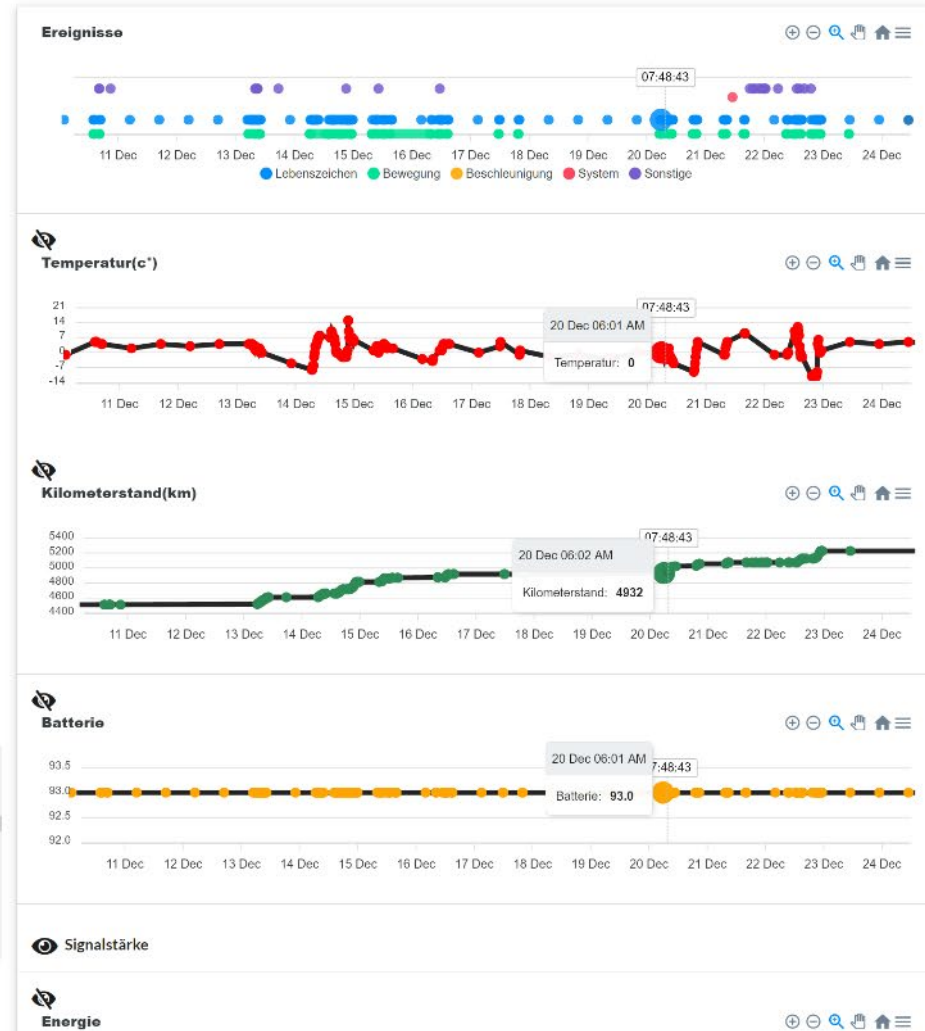 Ereignisse
07:48:43
11 Dec 12 Dec 13 Dec 14 Dec 15 Dec 16 Dec 17 Dec 18 Dec 19 Dec 20 Dec 21 Dec 22 Dec 23 Dec 24 Dec
Lebenszeichen Bewegung Beschleunigung System Sonstige
Temperatur(c°)
07:48:43
20 Dec 06:01 AM
Temperatur: 0
21
14
7
0
-7
-14
11 Dec 12 Dec 13 Dec 14 Dec 15 Dec 16 Dec 17 Dec 18 Dec 19 Dec 20 Dec 21 Dec 22 Dec 23 Dec 24 Dec
Kilometerstand(km)
07:48:43
20 Dec 06:02 AM
Kilometerstand: 4932
5400
5200
5000
4800
4600
4400
11 Dec 12 Dec 13 Dec 14 Dec 15 Dec 16 Dec 17 Dec 18 Dec 19 Dec 20 Dec 21 Dec 22 Dec 23 Dec 24 Dec
Batterie
20 Dec 06:01 AM
7:48:43
Batterie: 93.0
93.5
93.0
92.5
92.0
11 Dec 12 Dec 13 Dec 14 Dec 15 Dec 16 Dec 17 Dec 18 Dec 19 Dec 20 Dec 21 Dec 22 Dec 23 Dec 24 Dec
Signalstärke
Energie